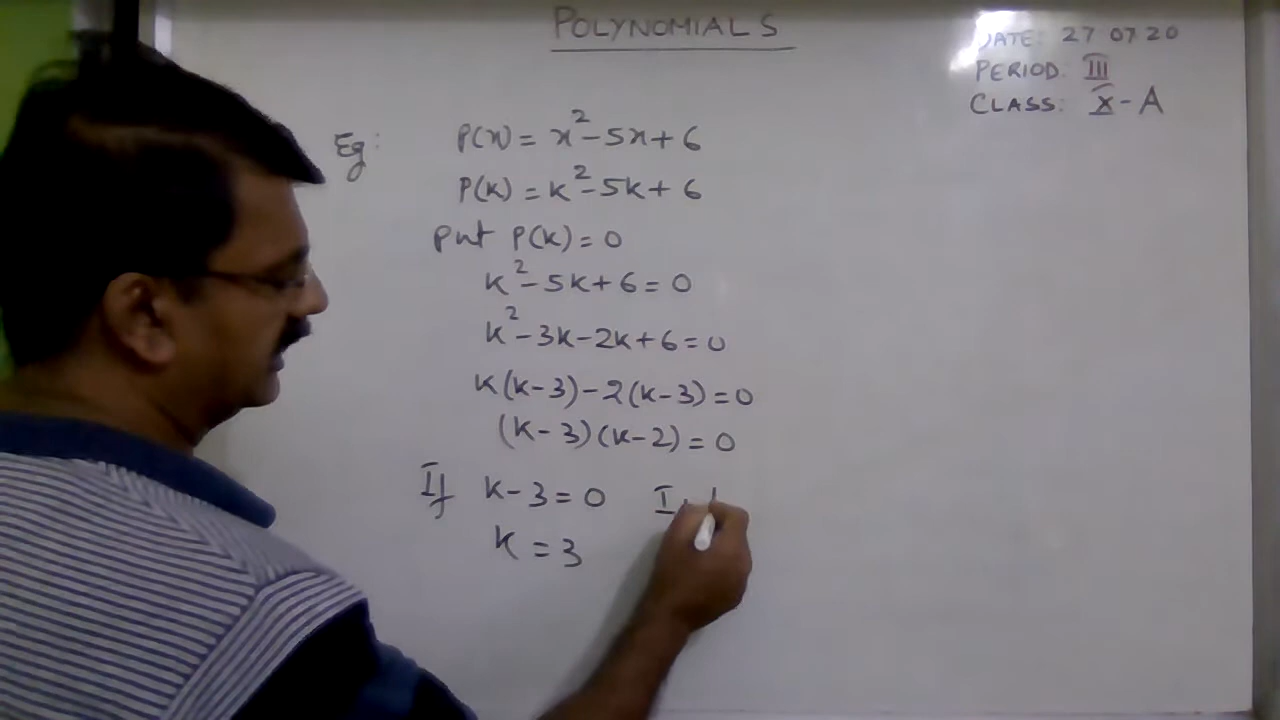 POLYNOMIALS
DATE: 27 07 20
PERIOD: III
CLASS: X-A
Eg: P(x) = x²-5x+6
P(k) = k²-5k+6
put P(k) = 0
k²-5k+6=0
k²-3k-2k+6=0
k(k-3)-2(k-3)=0
(k-3)(k-2)=0
If k-3=0
k=3